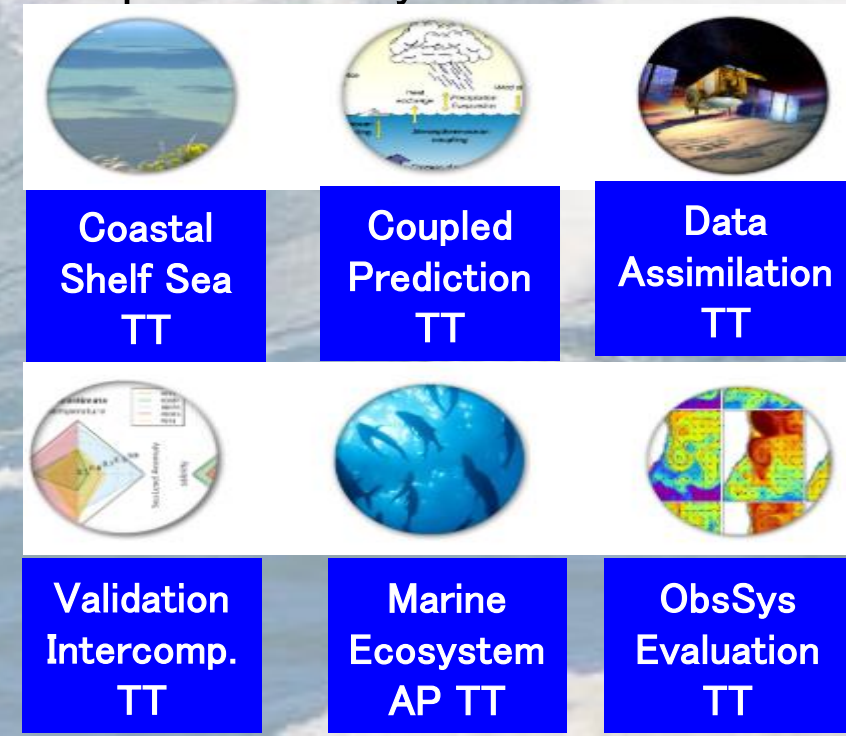 Coastal
Shelf Sea
TT
Coupled
Prediction
TT
Data
Assimilation
TT
Validation
Intercomp.
TT
Marine
Ecosystem
AP TT
ObsSys
Evaluation
TT